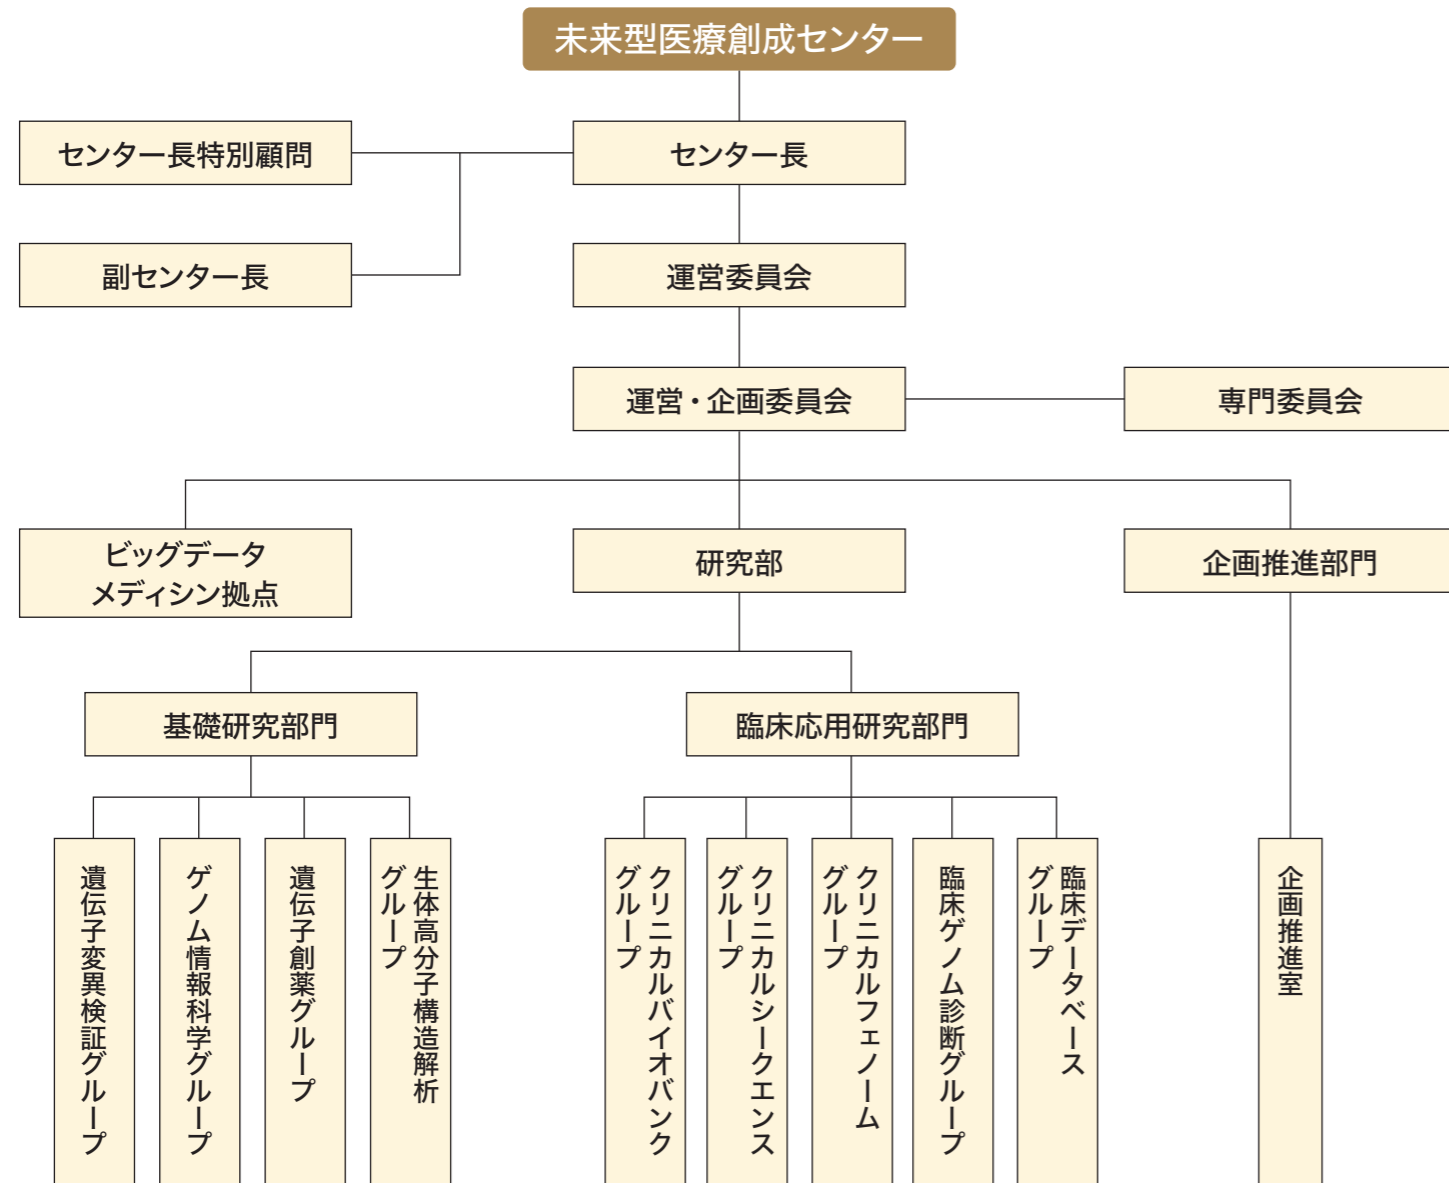 未来型医療創成センター
センター長特別顧問
センター長
副センター長
運営委員会
運営・企画委員会
専門委員会
ビッグデータ
メディシン拠点
研究部
企画推進部門
基礎研究部門
臨床応用研究部門
遺伝子変異検証グループ
ゲノム情報科学グループ
遺伝子創薬グループ
生体高分子構造解析
グループ
クリニカルバイオバンク
グループ
クリニカルシークエンス
グループ
クリニカルフェノーム
グループ
臨床ゲノム診断グループ
臨床データベース
グループ
企画推進室